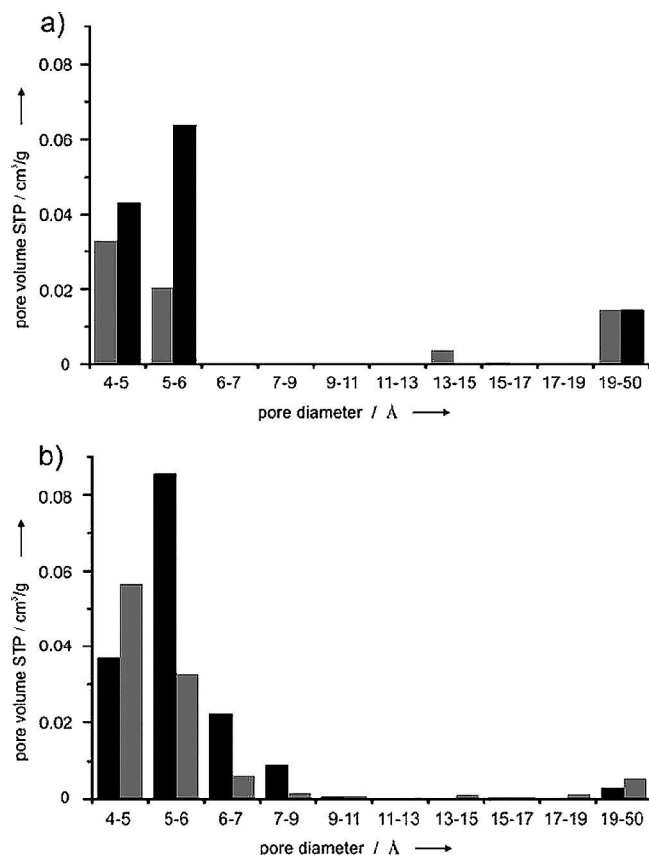 a)
0.08
0.06
0.04
0.02
0
pore volume STP / cm³/g ⟶
4-5 5-6 6-7 7-9 9-11 11-13 13-15 15-17 17-19 19-50
pore diameter / Å ⟶
b)
0.08
0.06
0.04
0.02
0
pore volume STP / cm³/g ⟶
4-5 5-6 6-7 7-9 9-11 11-13 13-15 15-17 17-19 19-50
pore diameter / Å ⟶